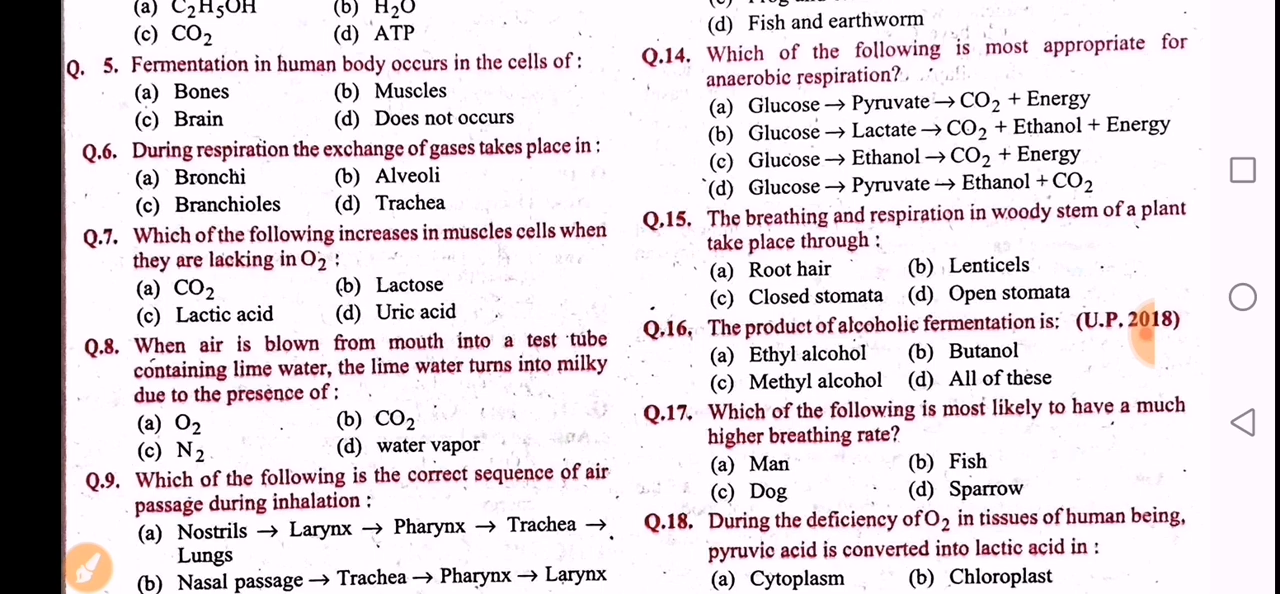 (a) C2H5OH (b) H2O
(c) CO2 (d) ATP
Q. 5. Fermentation in human body occurs in the cells of :
(a) Bones (b) Muscles
(c) Brain (d) Does not occurs
Q.6. During respiration the exchange of gases takes place in :
(a) Bronchi (b) Alveoli
(c) Branchioles (d) Trachea
Q.7. Which of the following increases in muscles cells when
they are lacking in O2 :
(a) CO2 (b) Lactose
(c) Lactic acid (d) Uric acid
Q.8. When air is blown from mouth into a test tube
containing lime water, the lime water turns into milky
due to the presence of :
(a) O2 (b) CO2
(c) N2 (d) water vapor
Q.9. Which of the following is the correct sequence of air
passage during inhalation :
(a) Nostrils → Larynx → Pharynx → Trachea →
Lungs
(b) Nasal passage → Trachea → Pharynx → Larynx
(d) Fish and earthworm
Q.14. Which of the following is most appropriate for
anaerobic respiration?
(a) Glucose → Pyruvate → CO2 + Energy
(b) Glucose → Lactate → CO2 + Ethanol + Energy
(c) Glucose → Ethanol → CO2 + Energy
(d) Glucose → Pyruvate → Ethanol + CO2
Q.15. The breathing and respiration in woody stem of a plant
take place through :
(a) Root hair (b) Lenticels
(c) Closed stomata (d) Open stomata
Q.16. The product of alcoholic fermentation is: (U.P. 2018)
(a) Ethyl alcohol (b) Butanol
(c) Methyl alcohol (d) All of these
Q.17. Which of the following is most likely to have a much
higher breathing rate?
(a) Man (b) Fish
(c) Dog (d) Sparrow
Q.18. During the deficiency of O2 in tissues of human being,
pyruvic acid is converted into lactic acid in :
(a) Cytoplasm (b) Chloroplast